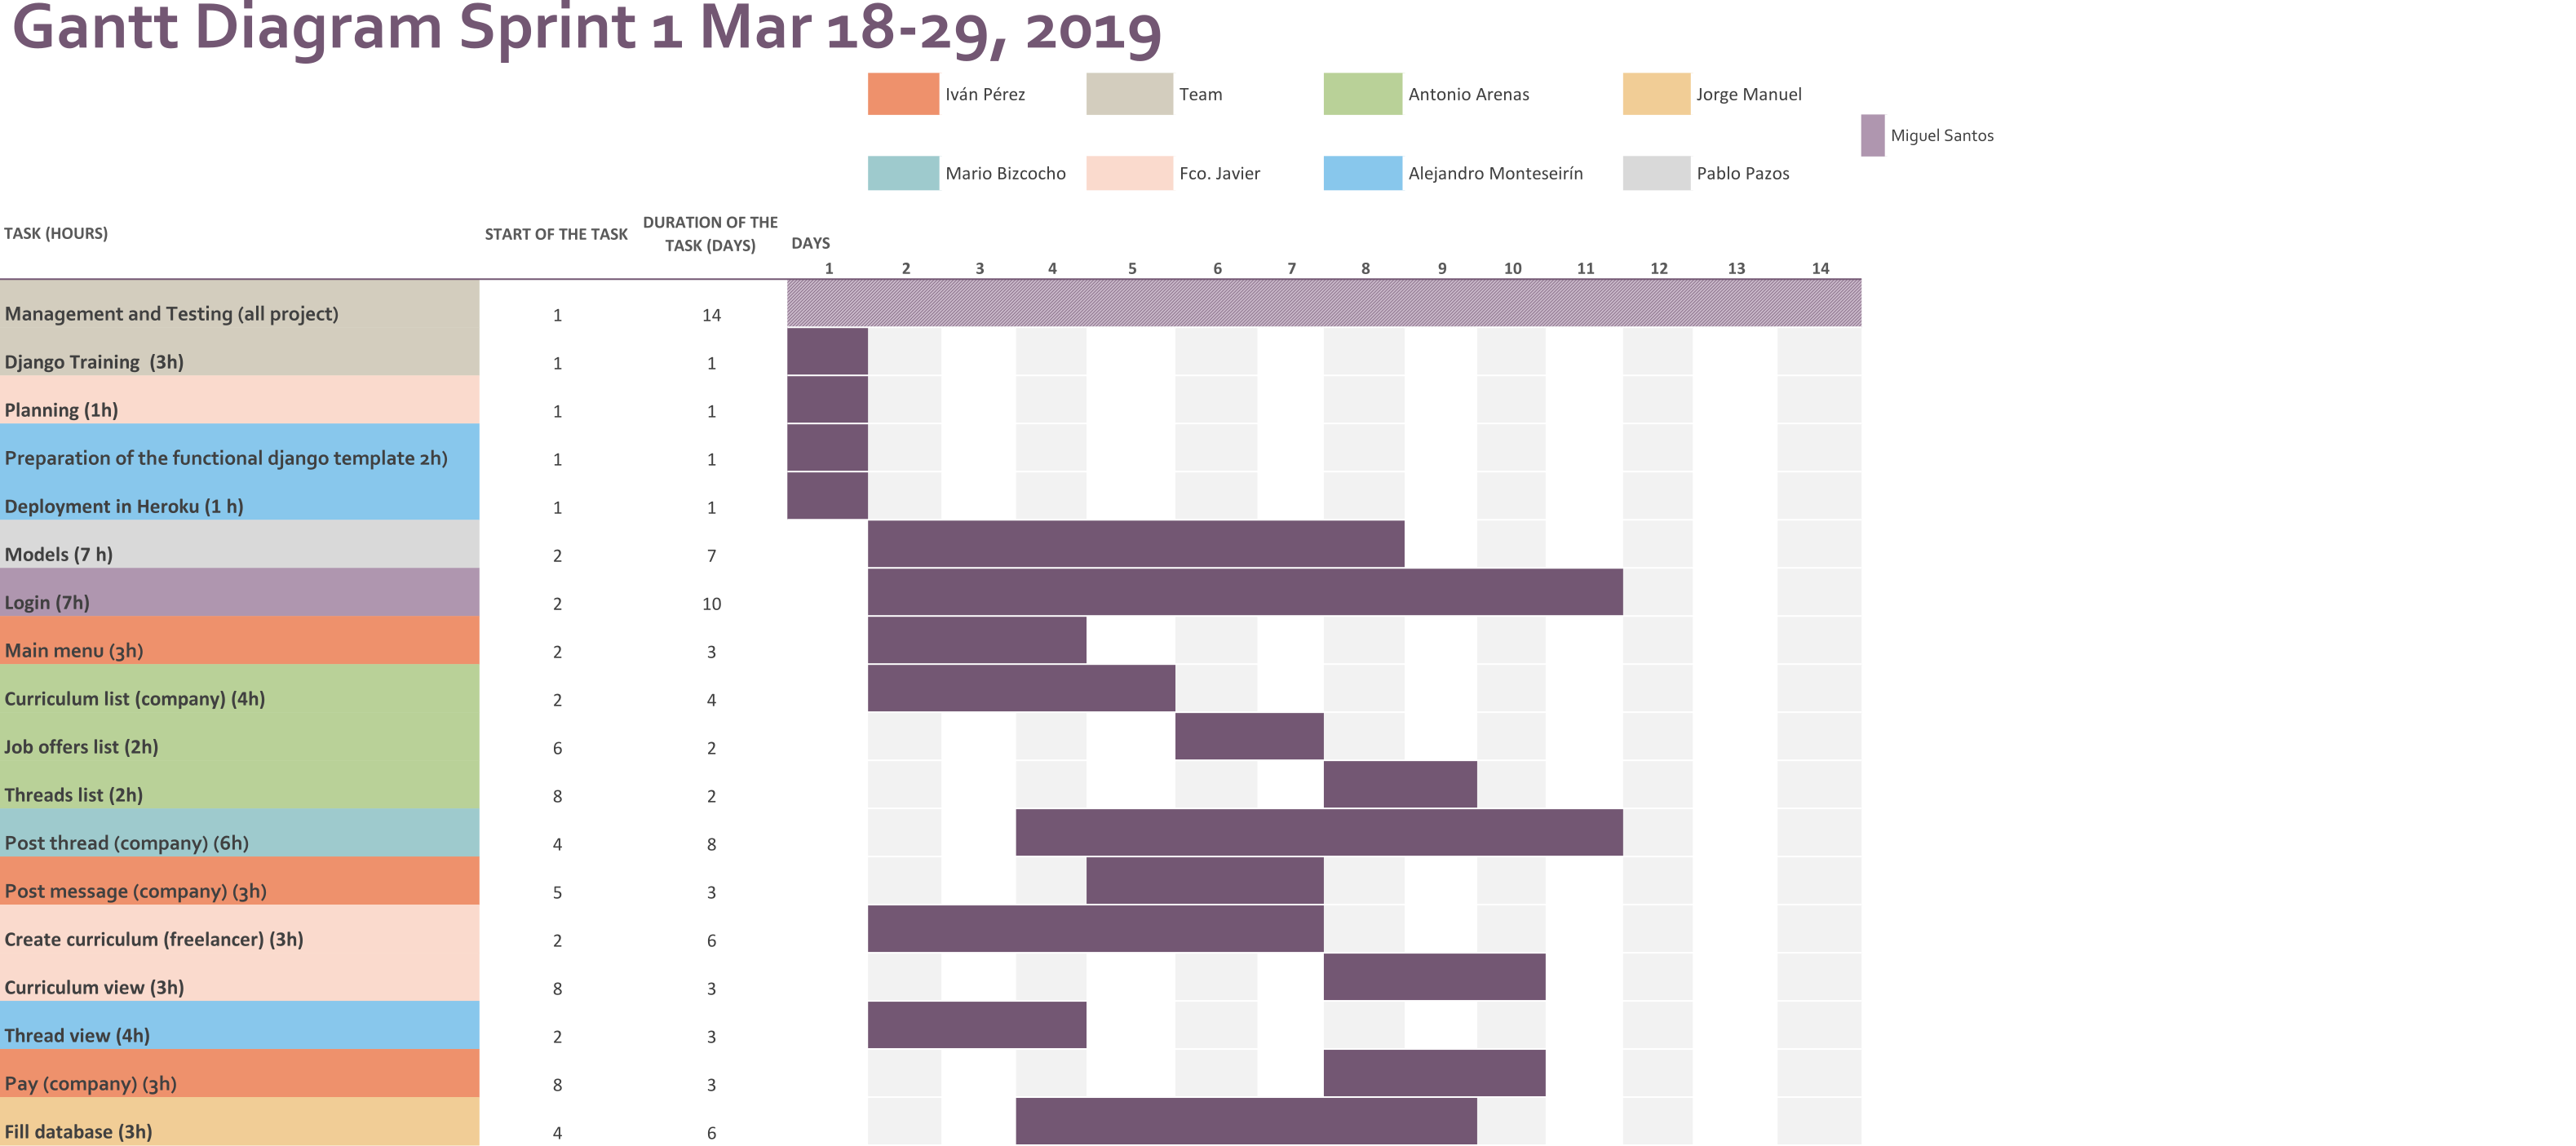 Gantt Diagram Sprint 1 Mar 18-29, 2019
Iván Pérez Team Antonio Arenas Jorge Manuel
Miguel Santos
Mario Bizcocho Fco. Javier Alejandro Monteseirín Pablo Pazos
TASK (HOURS) START OF THE TASK DURATION OF THE TASK (DAYS) DAYS
1 2 3 4 5 6 7 8 9 10 11 12 13 14
Management and Testing (all project) 1 14
Django Training (3h) 1 1
Planning (1h) 1 1
Preparation of the functional django template 2h) 1 1
Deployment in Heroku (1 h) 1 1
Models (7 h) 2 7
Login (7h) 2 10
Main menu (3h) 2 3
Curriculum list (company) (4h) 2 4
Job offers list (2h) 6 2
Threads list (2h) 8 2
Post thread (company) (6h) 4 8
Post message (company) (3h) 5 3
Create curriculum (freelancer) (3h) 2 6
Curriculum view (3h) 8 3
Thread view (4h) 2 3
Pay (company) (3h) 8 3
Fill database (3h) 4 6